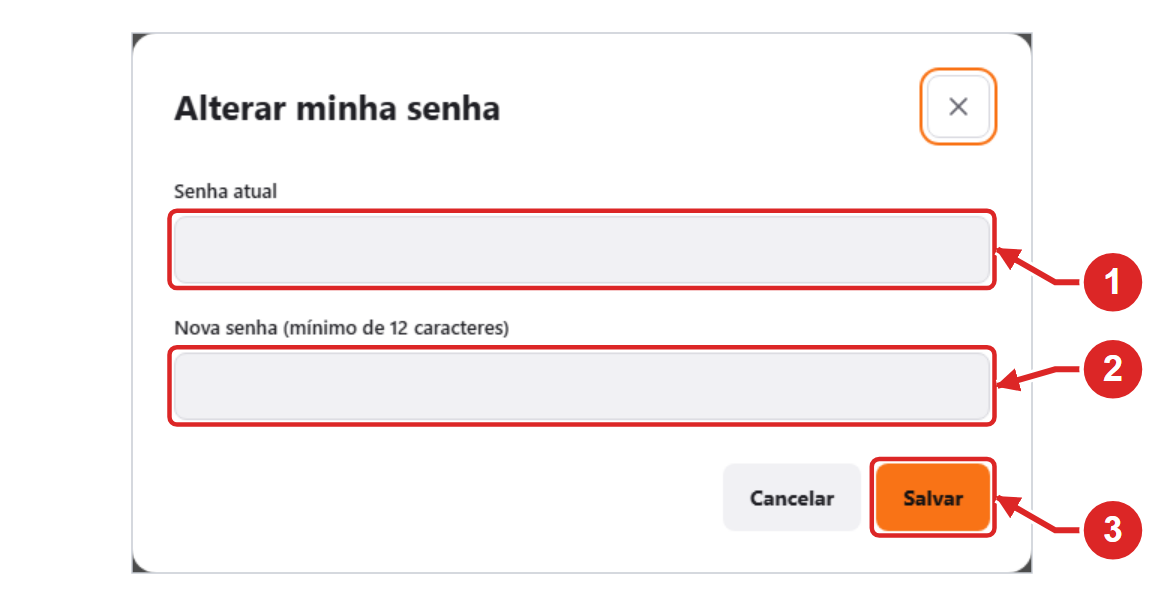 Alterar minha senha
Senha atual
1
Nova senha (mínimo de 12 caracteres)
2
Cancelar
Salvar
3